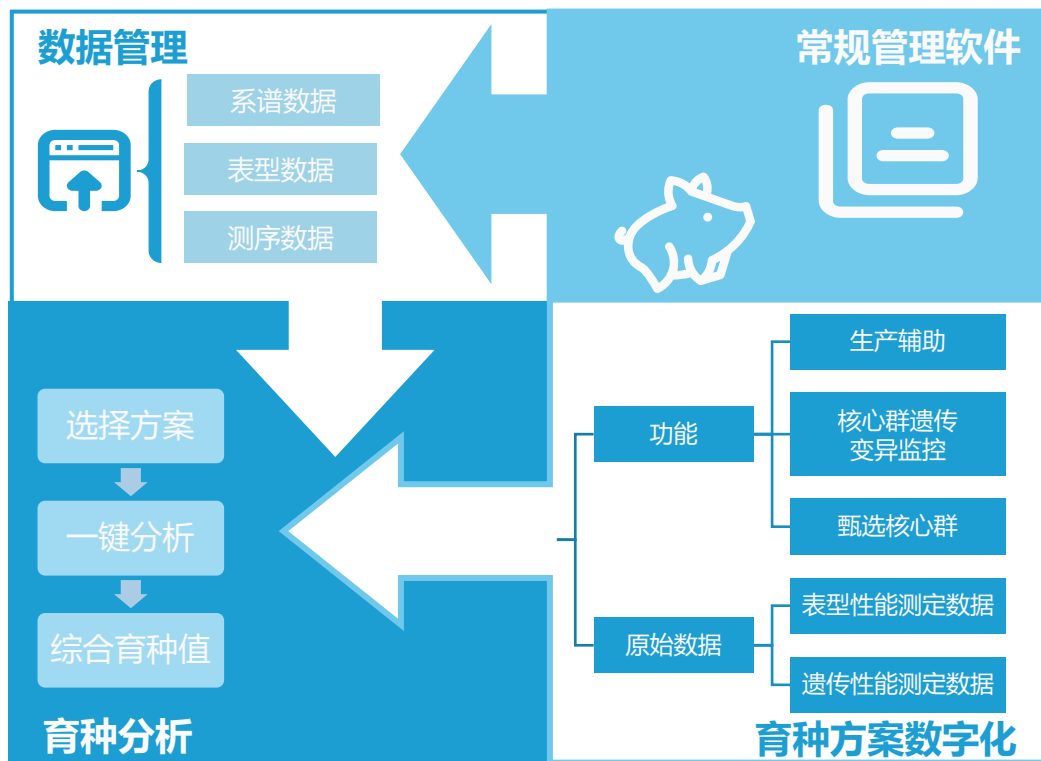 数据管理
系谱数据
表型数据
测序数据
常规管理软件
选择方案
一键分析
综合育种值
育种分析
功能
生产辅助
核心群遗传
变异监控
甄选核心群
原始数据
表型性能测定数据
遗传性能测定数据
育种方案数字化